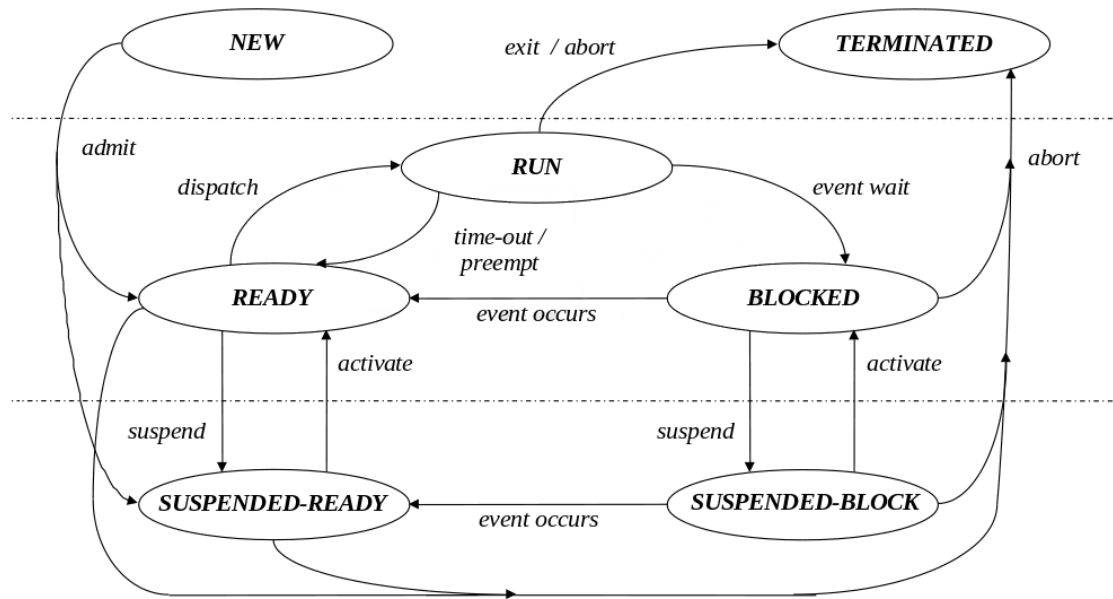 NEW
exit / abort
TERMINATED
admit
RUN
abort
dispatch
event wait
time-out /
preempt
READY
BLOCKED
event occurs
activate
activate
suspend
suspend
SUSPENDED-READY
SUSPENDED-BLOCK
event occurs